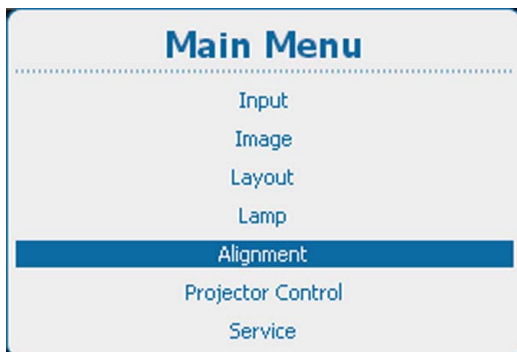 Main Menu
Input
Image
Layout
Lamp
Alignment
Projector Control
Service